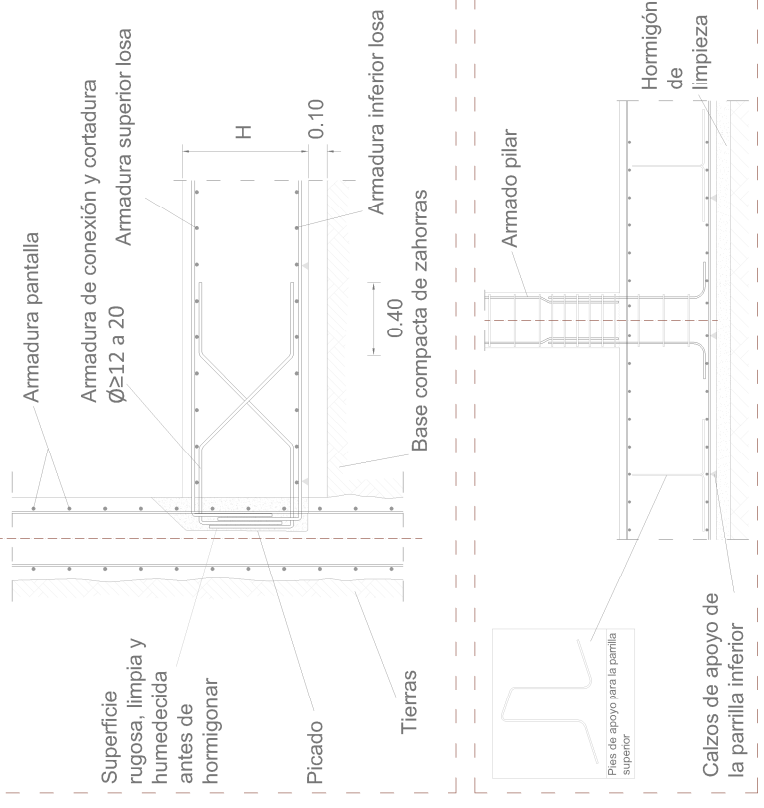 Armadura pantalla
Armadura de conexión y cortadura
Ø≥12 a 20
Armadura superior losa
H
0.10
Armadura inferior losa
0.40
Base compacta de zahorras
Superficie
rugosa, limpia y
humedecida
antes de
hormigonar
Picado
Tierras
Armado pilar
Hormigón
de
limpieza
Pies de apoyo para la parrilla
superior
Calzos de apoyo de
la parrilla inferior